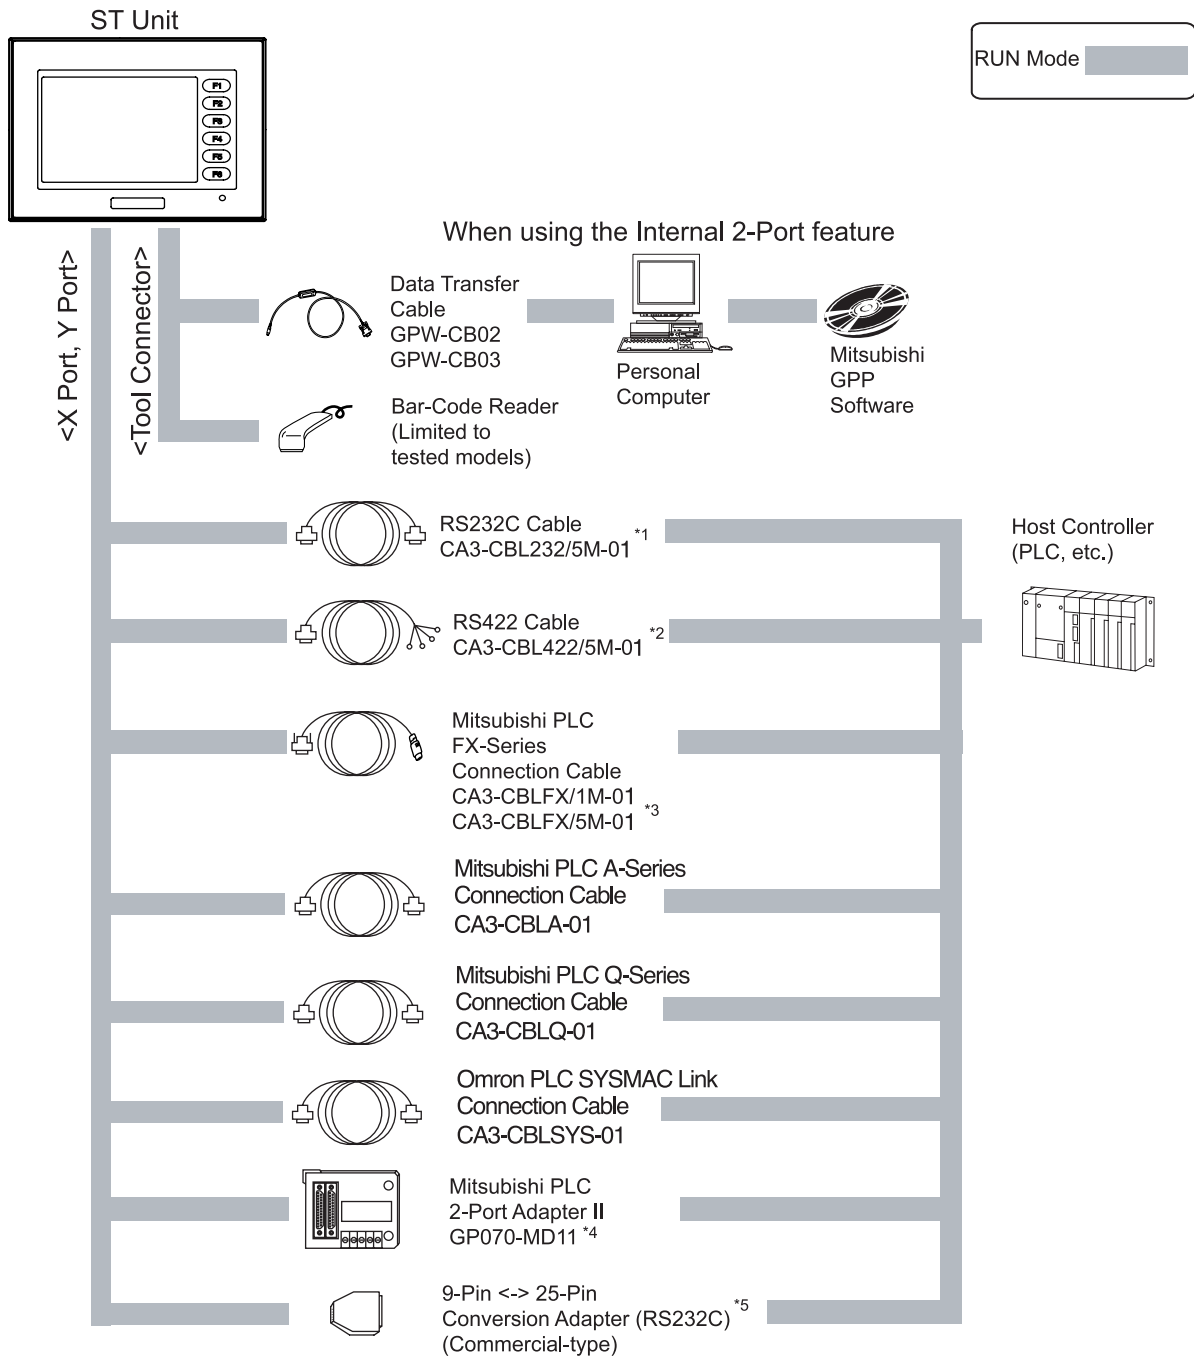 ST Unit
RUN Mode
F1
F2
F3
F4
F5
F6
<X Port, Y Port>
<Tool Connector>
When using the Internal 2-Port feature
Data Transfer
Cable
GPW-CB02
GPW-CB03
Personal
Computer
Mitsubishi
GPP
Software
Bar-Code Reader
(Limited to
tested models)
RS232C Cable
CA3-CBL232/5M-01 *1
Host Controller
(PLC, etc.)
RS422 Cable
CA3-CBL422/5M-01 *2
Mitsubishi PLC
FX-Series
Connection Cable
CA3-CBLFX/1M-01
CA3-CBLFX/5M-01 *3
Mitsubishi PLC A-Series
Connection Cable
CA3-CBLA-01
Mitsubishi PLC Q-Series
Connection Cable
CA3-CBLQ-01
Omron PLC SYSMAC Link
Connection Cable
CA3-CBLSYS-01
Mitsubishi PLC
2-Port Adapter II
GP070-MD11 *4
9-Pin <-> 25-Pin
Conversion Adapter (RS232C) *5
(Commercial-type)